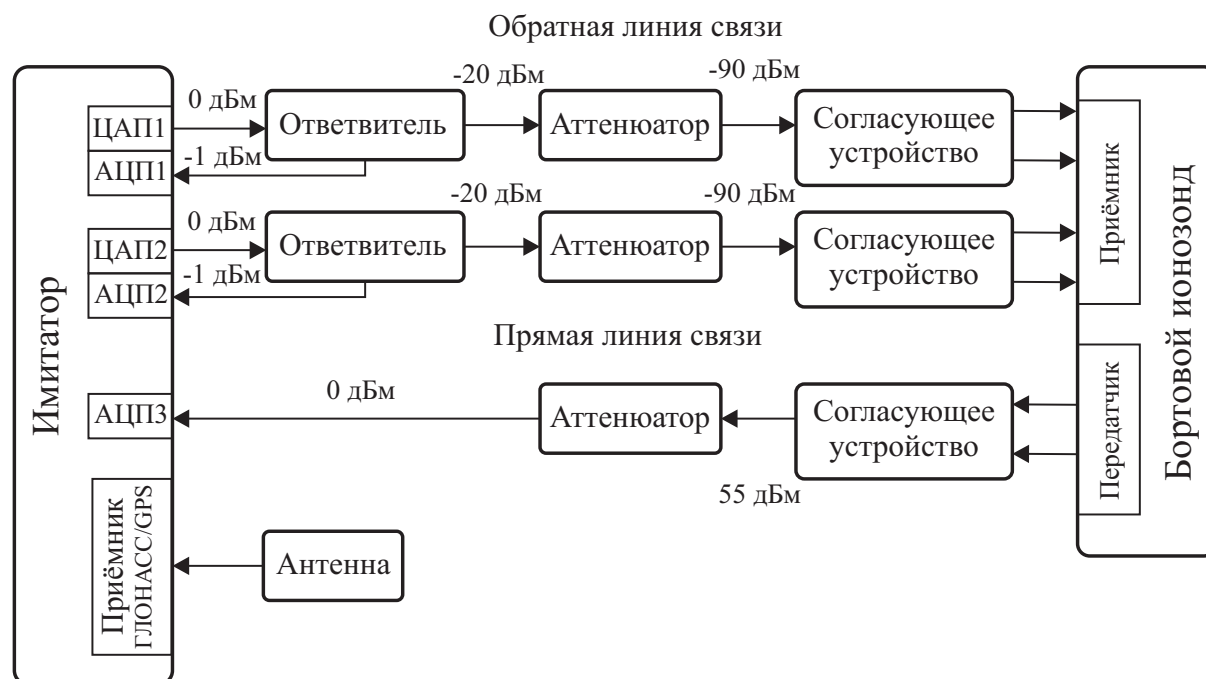 Обратная линия связи
-20 дБм
-90 дБм
0 дБм
ЦАП1
Ответвитель
Аттенюатор
Согласующее
устройство
-1 дБм
АЦП1
-20 дБм
-90 дБм
0 дБм
ЦАП2
Ответвитель
Аттенюатор
Согласующее
устройство
-1 дБм
АЦП2
Приёмник
Прямая линия связи
Имитатор
Бортовой ионозонд
0 дБм
АЦП3
Аттенюатор
Согласующее
устройство
Передатчик
55 дБм
Приёмник
ГЛОНАСС/GPS
Антенна